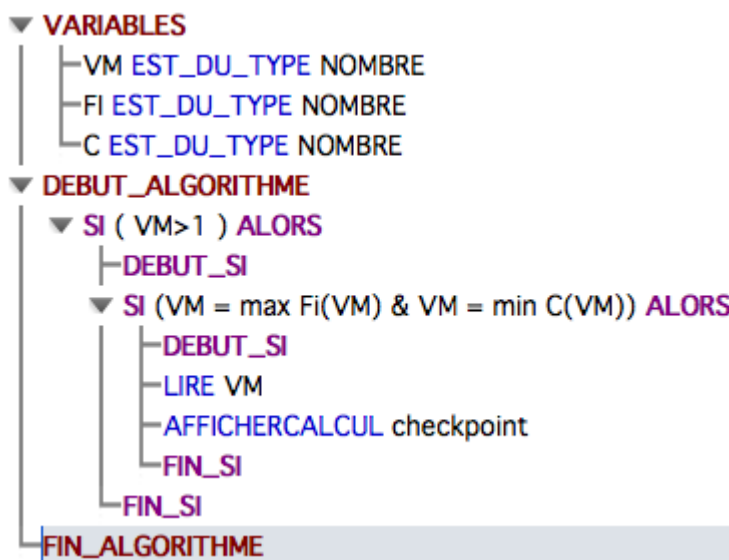 VARIABLES
VM EST_DU_TYPE NOMBRE
FI EST_DU_TYPE NOMBRE
C EST_DU_TYPE NOMBRE
DEBUT_ALGORITHME
SI ( VM>1 ) ALORS
DEBUT_SI
SI (VM = max Fi(VM) & VM = min C(VM)) ALORS
DEBUT_SI
LIRE VM
AFFICHERCALCUL checkpoint
FIN_SI
FIN_SI
FIN_ALGORITHME